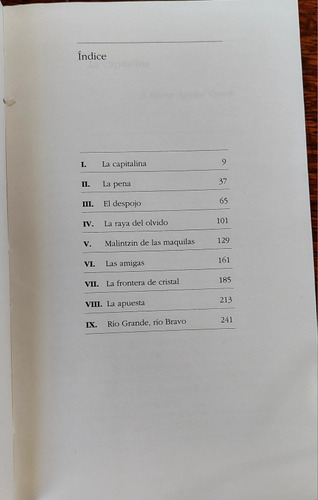 Índice
I. La capitalina 9
II. La pena 37
III. El despojo 65
IV. La raya del olvido 101
V. Malintzin de las maquilas 129
VI. Las amigas 161
VII. La frontera de cristal 185
VIII. La apuesta 213
IX. Río Grande, río Bravo 241